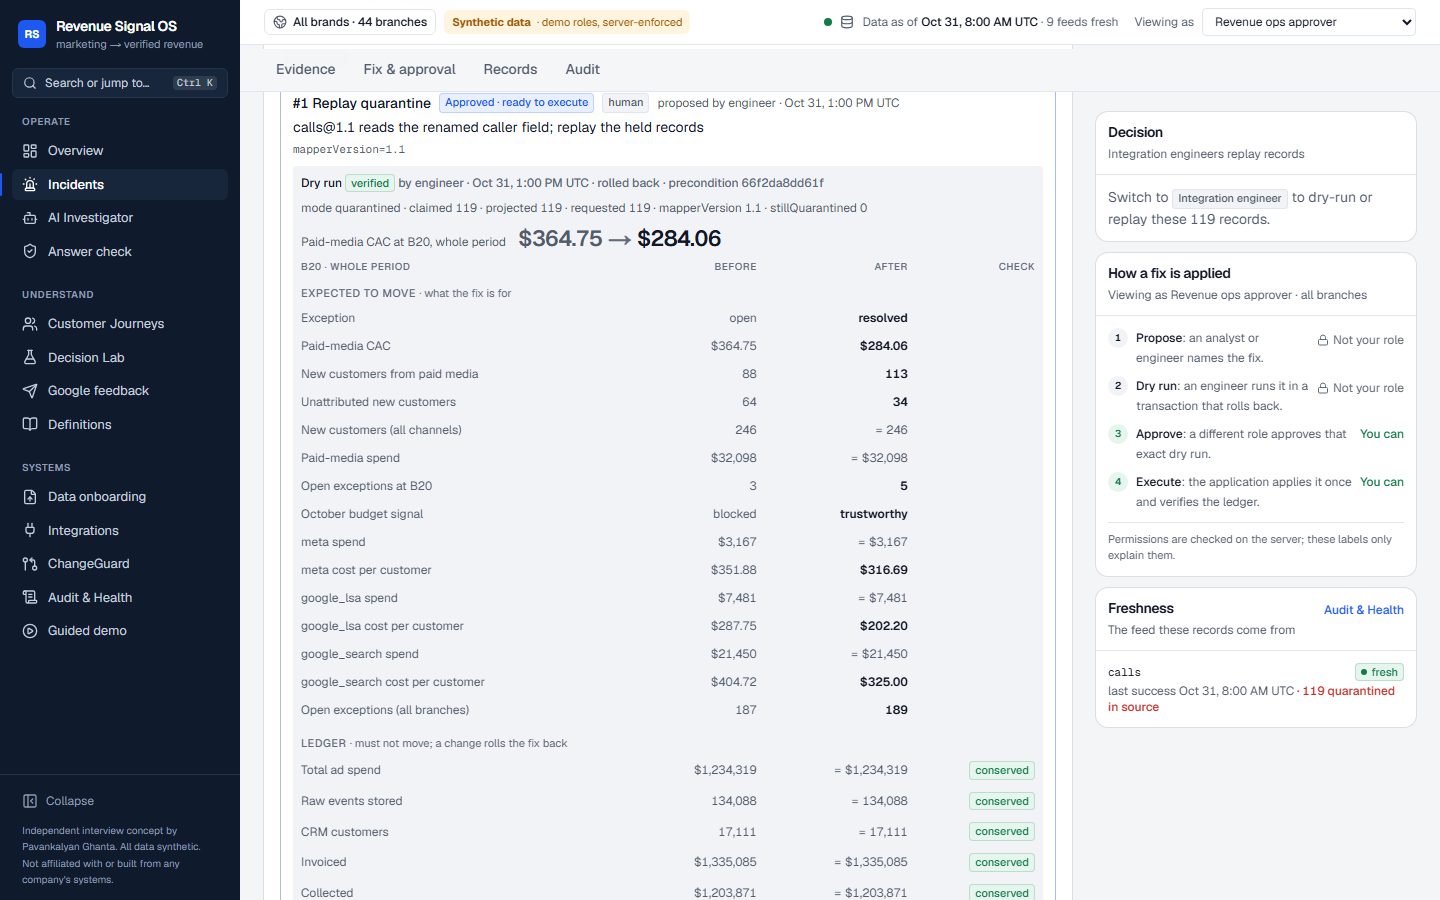 RS
Revenue Signal OS
marketing → verified revenue
Search or jump to... Ctrl K
OPERATE
Overview
Incidents
AI Investigator
Answer check
UNDERSTAND
Customer Journeys
Decision Lab
Google feedback
Definitions
SYSTEMS
Data onboarding
Integrations
ChangeGuard
Audit & Health
Guided demo
Collapse
Independent interview concept by
Pavankalyan Ghanta. All data synthetic.
Not affiliated with or built from any
company's systems.
All brands · 44 branches
Synthetic data · demo roles, server-enforced
Data as of Oct 31, 8:00 AM UTC · 9 feeds fresh
Viewing as Revenue ops approver
Evidence Fix & approval Records Audit
#1 Replay quarantine Approved · ready to execute human proposed by engineer · Oct 31, 1:00 PM UTC
calls@1.1 reads the renamed caller field; replay the held records
mapperVersion=1.1
Dry run verified by engineer · Oct 31, 1:00 PM UTC · rolled back · precondition 66f2da8dd61f
mode quarantined · claimed 119 · projected 119 · requested 119 · mapperVersion 1.1 · stillQuarantined 0
Paid-media CAC at B20, whole period $364.75 → $284.06
B20 · WHOLE PERIOD BEFORE AFTER CHECK
EXPECTED TO MOVE · what the fix is for
Exception open resolved
Paid-media CAC $364.75 $284.06
New customers from paid media 88 113
Unattributed new customers 64 34
New customers (all channels) 246 = 246
Paid-media spend $32,098 = $32,098
Open exceptions at B20 3 5
October budget signal blocked trustworthy
meta spend $3,167 = $3,167
meta cost per customer $351.88 $316.69
google_lsa spend $7,481 = $7,481
google_lsa cost per customer $287.75 $202.20
google_search spend $21,450 = $21,450
google_search cost per customer $404.72 $325.00
Open exceptions (all branches) 187 189
LEDGER · must not move; a change rolls the fix back
Total ad spend $1,234,319 = $1,234,319 conserved
Raw events stored 134,088 = 134,088 conserved
CRM customers 17,111 = 17,111 conserved
Invoiced $1,335,085 = $1,335,085 conserved
Collected $1,203,871 = $1,203,871 conserved
Decision
Integration engineers replay records
Switch to Integration engineer to dry-run or
replay these 119 records.
How a fix is applied
Viewing as Revenue ops approver · all branches
1 Propose: an analyst or Not your role
engineer names the fix.
2 Dry run: an engineer runs it in a Not your role
transaction that rolls back.
3 Approve: a different role approves that You can
exact dry run.
4 Execute: the application applies it once You can
and verifies the ledger.
Permissions are checked on the server; these labels only
explain them.
Freshness Audit & Health
The feed these records come from
calls fresh
last success Oct 31, 8:00 AM UTC · 119 quarantined
in source